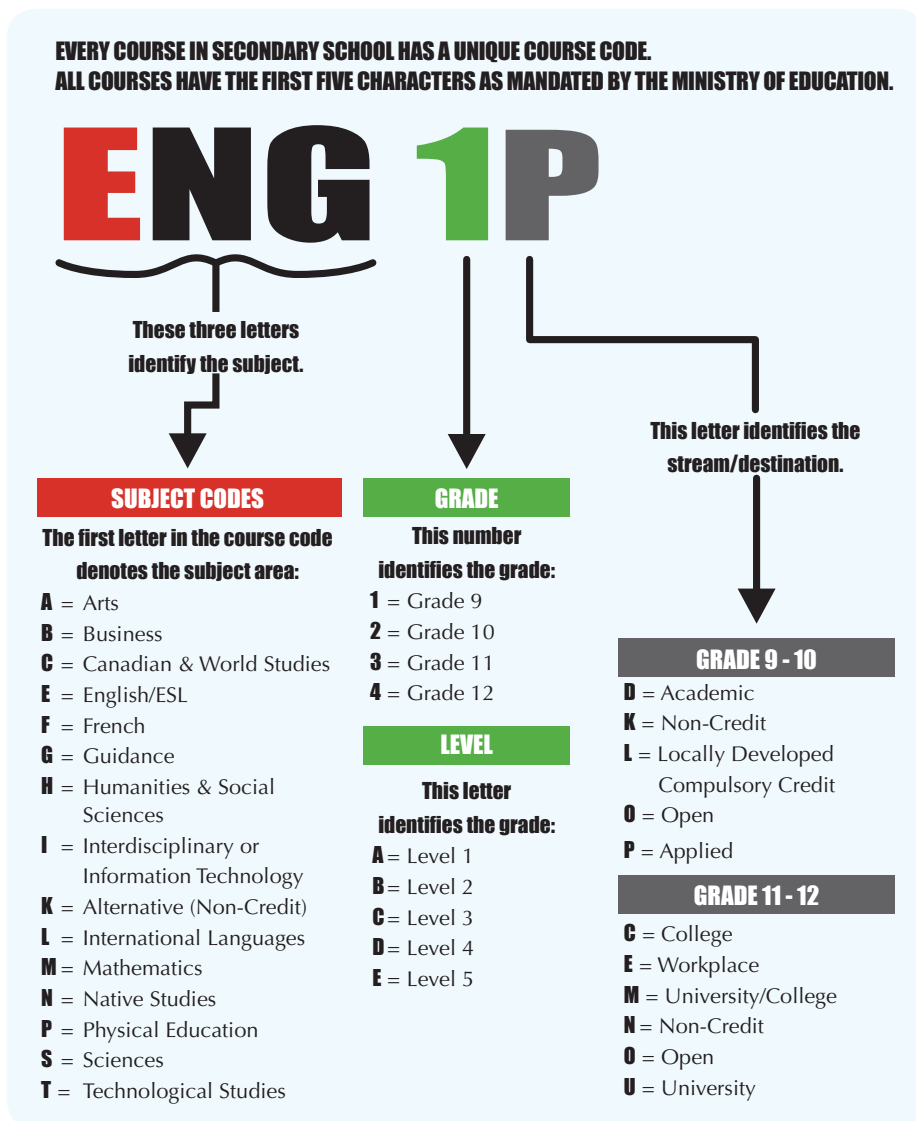 EVERY COURSE IN SECONDARY SCHOOL HAS A UNIQUE COURSE CODE.
ALL COURSES HAVE THE FIRST FIVE CHARACTERS AS MANDATED BY THE MINISTRY OF EDUCATION.
ENG 1P
These three letters
identify the subject.
This letter identifies the
stream/destination.
SUBJECT CODES
The first letter in the course code
denotes the subject area:
A = Arts
B = Business
C = Canadian & World Studies
E = English/ESL
F = French
G = Guidance
H = Humanities & Social
Sciences
I = Interdisciplinary or
Information Technology
K = Alternative (Non-Credit)
L = International Languages
M = Mathematics
N = Native Studies
P = Physical Education
S = Sciences
T = Technological Studies
GRADE
This number
identifies the grade:
1 = Grade 9
2 = Grade 10
3 = Grade 11
4 = Grade 12
LEVEL
This letter
identifies the grade:
A = Level 1
B = Level 2
C = Level 3
D = Level 4
E = Level 5
GRADE 9 - 10
D = Academic
K = Non-Credit
L = Locally Developed
Compulsory Credit
O = Open
P = Applied
GRADE 11 - 12
C = College
E = Workplace
M = University/College
N = Non-Credit
O = Open
U = University